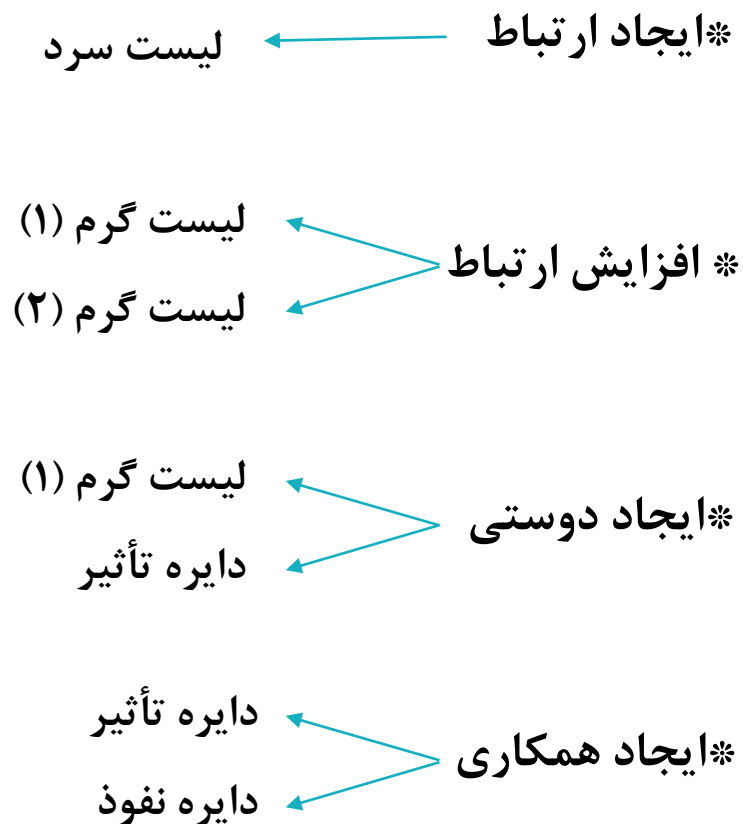 ❊ایجاد ارتباط
لیست سرد
❊ افزایش ارتباط
لیست گرم (۱)
لیست گرم (۲)
❊ایجاد دوستی
لیست گرم (۱)
دایره تأثیر
❊ایجاد همکاری
دایره تأثیر
دایره نفوذ